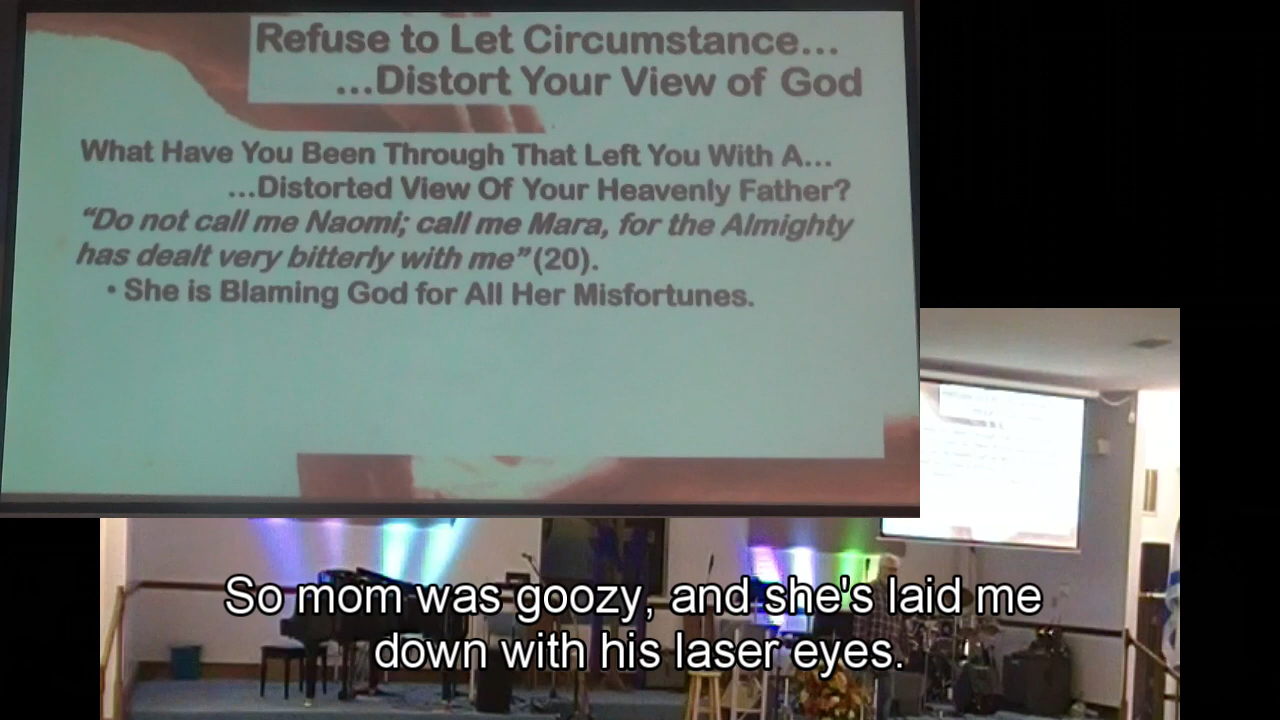 Refuse to Let Circumstance...
...Distort Your View of God
What Have You Been Through That Left You With A...
...Distorted View Of Your Heavenly Father?
“Do not call me Naomi; call me Mara, for the Almighty
has dealt very bitterly with me” (20).
• She is Blaming God for All Her Misfortunes.
So mom was goozy, and she's laid me
down with his laser eyes.